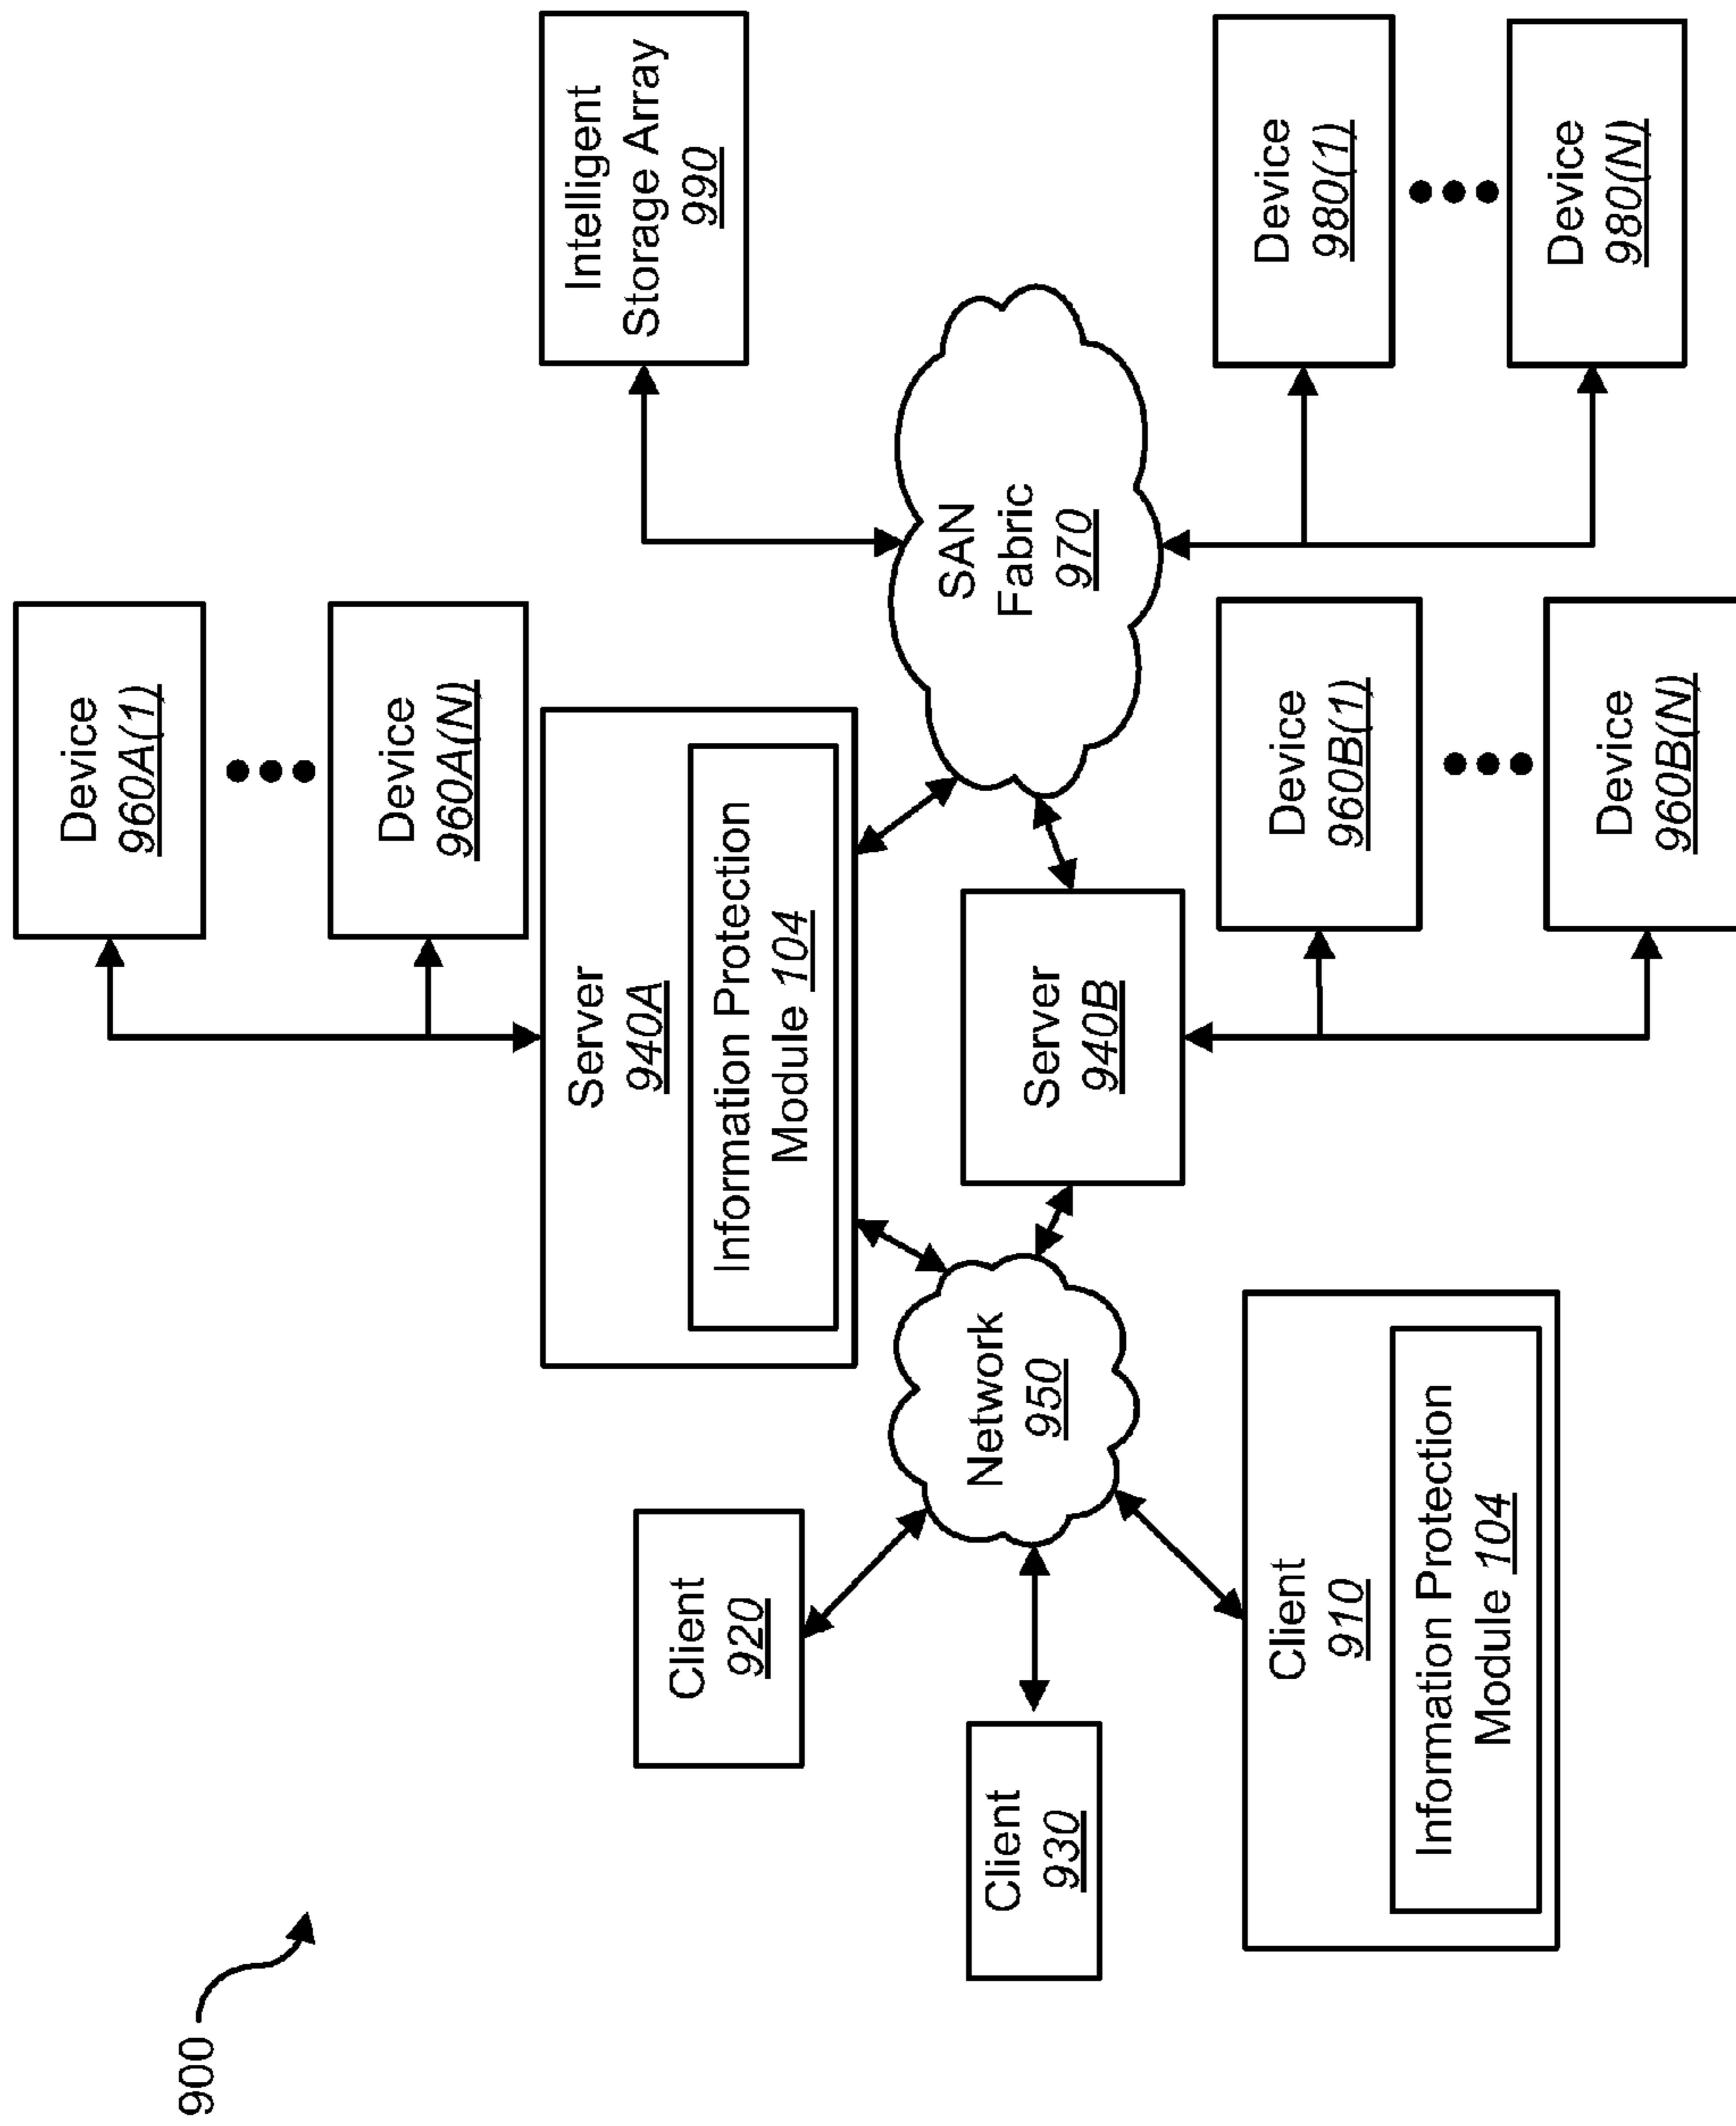 900
Device
960A(1)
Device
960A(N)
Intelligent
Storage Array
990
Server
940A
Information Protection
Module 104
Client
920
Client
930
Network
950
SAN
Fabric
970
Server
940B
Client
910
Information Protection
Module 104
Device
960B(1)
Device
960B(N)
Device
980(1)
Device
980(N)